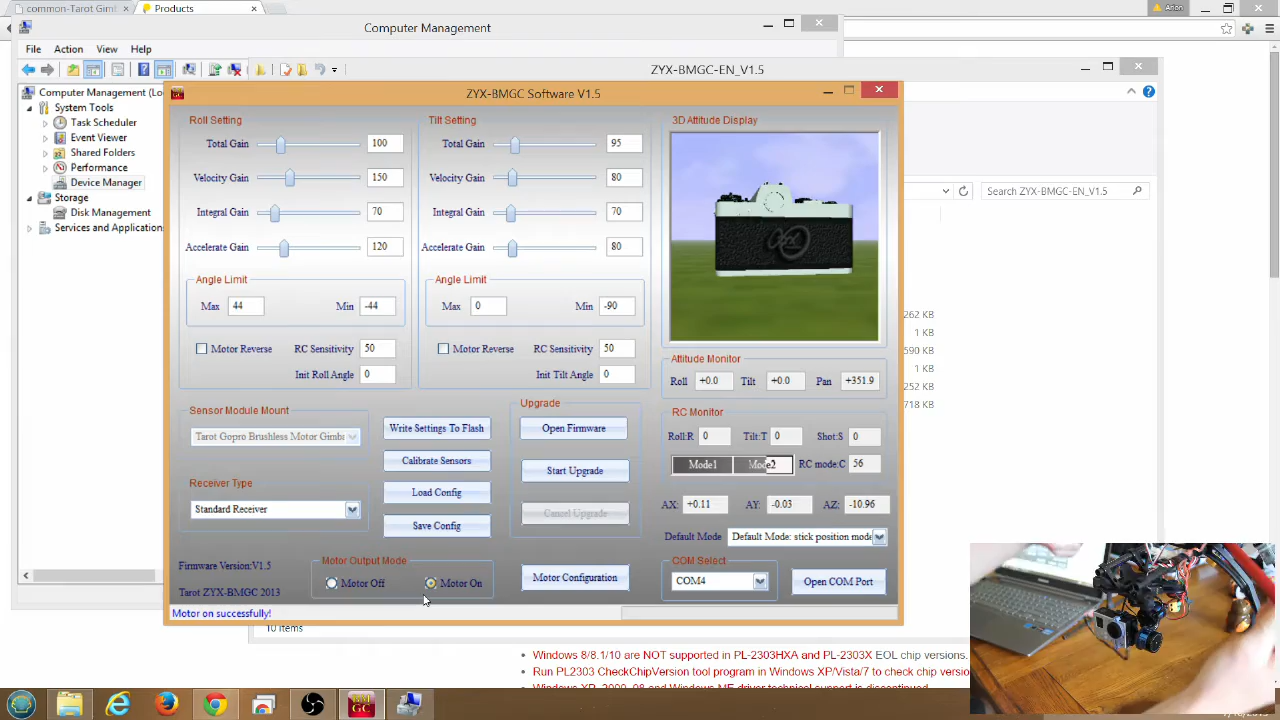 common-Tarot Gimb
Products
Arion
Computer Management
File Action View Help
ZYX-BMGC-EN_V1.5
Computer Management (Lo
System Tools
Task Scheduler
Event Viewer
Shared Folders
Performance
Device Manager
Storage
Disk Management
Services and Application
Search ZYX-BMGC-EN_V1.5
262 KB
1 KB
590 KB
1 KB
252 KB
718 KB
10 items
ZYX-BMGC Software V1.5
Roll Setting
Total Gain 100
Velocity Gain 150
Integral Gain 70
Accelerate Gain 120
Angle Limit
Max 44 Min -44
Motor Reverse RC Sensitivity 50
Init Roll Angle 0
Tilt Setting
Total Gain 95
Velocity Gain 80
Integral Gain 70
Accelerate Gain 80
Angle Limit
Max 0 Min -90
Motor Reverse RC Sensitivity 50
Init Tilt Angle 0
3D Attitude Display
Attitude Monitor
Roll +0.0 Tilt +0.0 Pan +351.9
RC Monitor
Roll:R 0 Tilt:T 0 Shot:S 0
Mode1 Mode2 RC mode:C 56
AX: +0.11 AY: -0.03 AZ: -10.96
Default Mode Default Mode: stick position mode
COM Select
COM4 Open COM Port
Sensor Module Mount
Tarot Gopro Brushless Motor Gimba
Receiver Type
Standard Receiver
Write Settings To Flash
Calibrate Sensors
Load Config
Save Config
Upgrade
Open Firmware
Start Upgrade
Cancel Upgrade
Firmware Version:V1.5
Tarot ZYX-BMGC 2013
Motor Output Mode
Motor Off Motor On
Motor Configuration
Motor on successfully!
Windows 8/8.1/10 are NOT supported in PL-2303HXA and PL-2303X EOL chip versions.
Run PL2303 CheckChipVersion tool program in Windows XP/Vista/7 to check chip versio